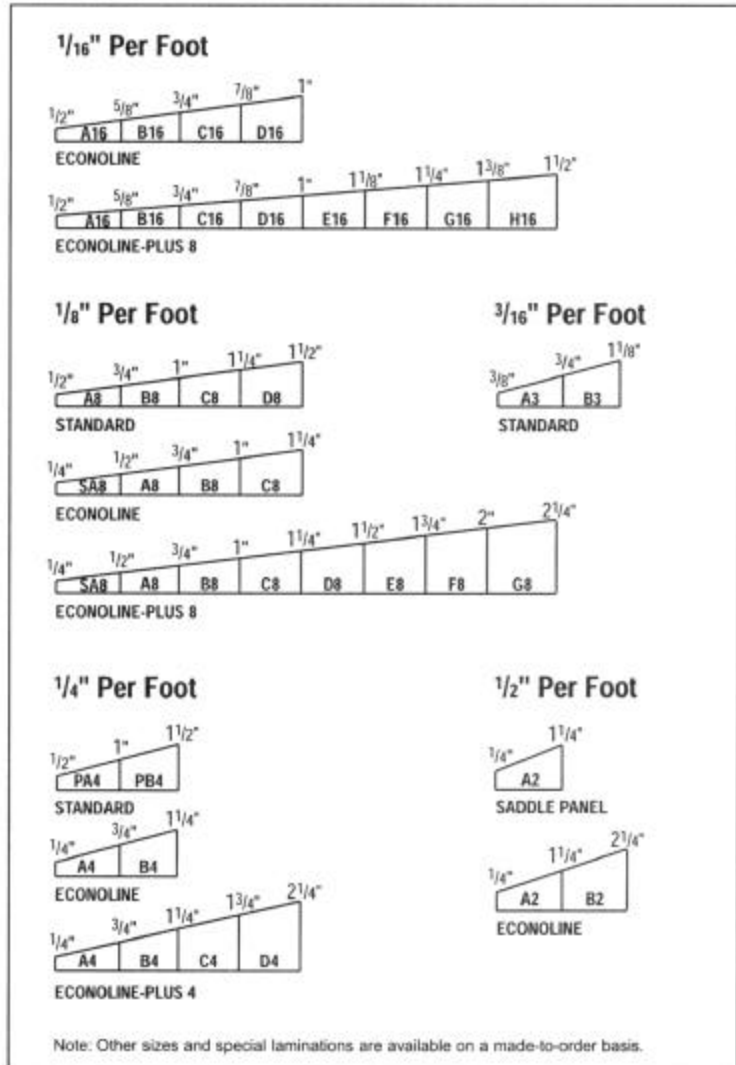 1/16" Per Foot
1/2" 5/8" 3/4" 7/8" 1"
A16 B16 C16 D16
ECONOLINE
1/2" 5/8" 3/4" 7/8" 1" 1 1/8" 1 1/4" 1 3/8" 1 1/2"
A16 B16 C16 D16 E16 F16 G16 H16
ECONOLINE-PLUS 8
1/8" Per Foot
1/2" 3/4" 1" 1 1/4" 1 1/2"
A8 B8 C8 D8
STANDARD
1/4" 1/2" 3/4" 1" 1 1/4"
SA8 A8 B8 C8
ECONOLINE
1/4" 1/2" 3/4" 1" 1 1/4" 1 1/2" 1 3/4" 2" 2 1/4"
SA8 A8 B8 C8 D8 E8 F8 G8
ECONOLINE-PLUS 8
3/16" Per Foot
3/8" 3/4" 1 1/8"
A3 B3
STANDARD
1/4" Per Foot
1/2" 1" 1 1/2"
PA4 PB4
STANDARD
1/4" 3/4" 1 1/4"
A4 B4
ECONOLINE
1/4" 3/4" 1 1/4" 1 3/4" 2 1/4"
A4 B4 C4 D4
ECONOLINE-PLUS 4
1/2" Per Foot
1/4" 1 1/4"
A2
SADDLE PANEL
1/4" 1 1/4" 2 1/4"
A2 B2
ECONOLINE
Note: Other sizes and special laminations are available on a made-to-order basis.